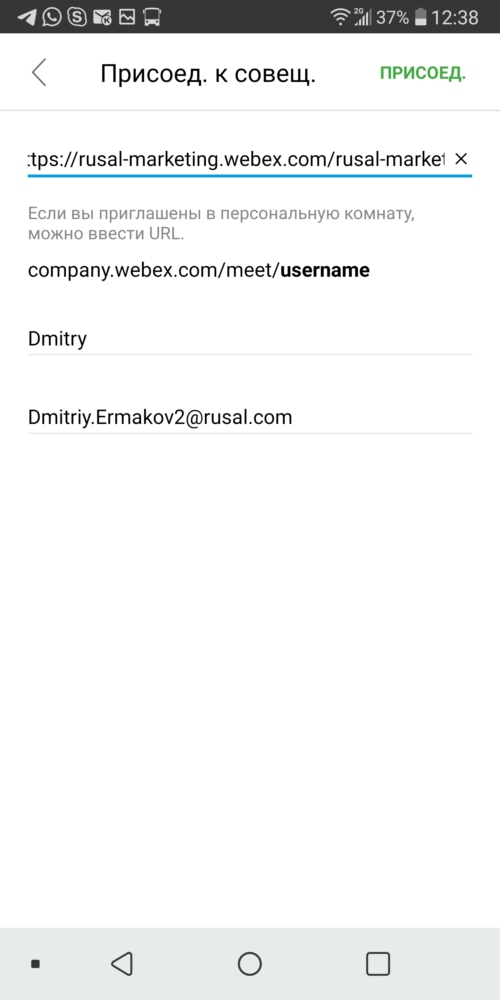 2G 37% 12:38
Присоед. к совещ. ПРИСОЕД.
ttps://rusal-marketing.webex.com/rusal-market
Если вы приглашены в персональную комнату,
можно ввести URL.
company.webex.com/meet/username
Dmitry
Dmitriy.Ermakov2@rusal.com